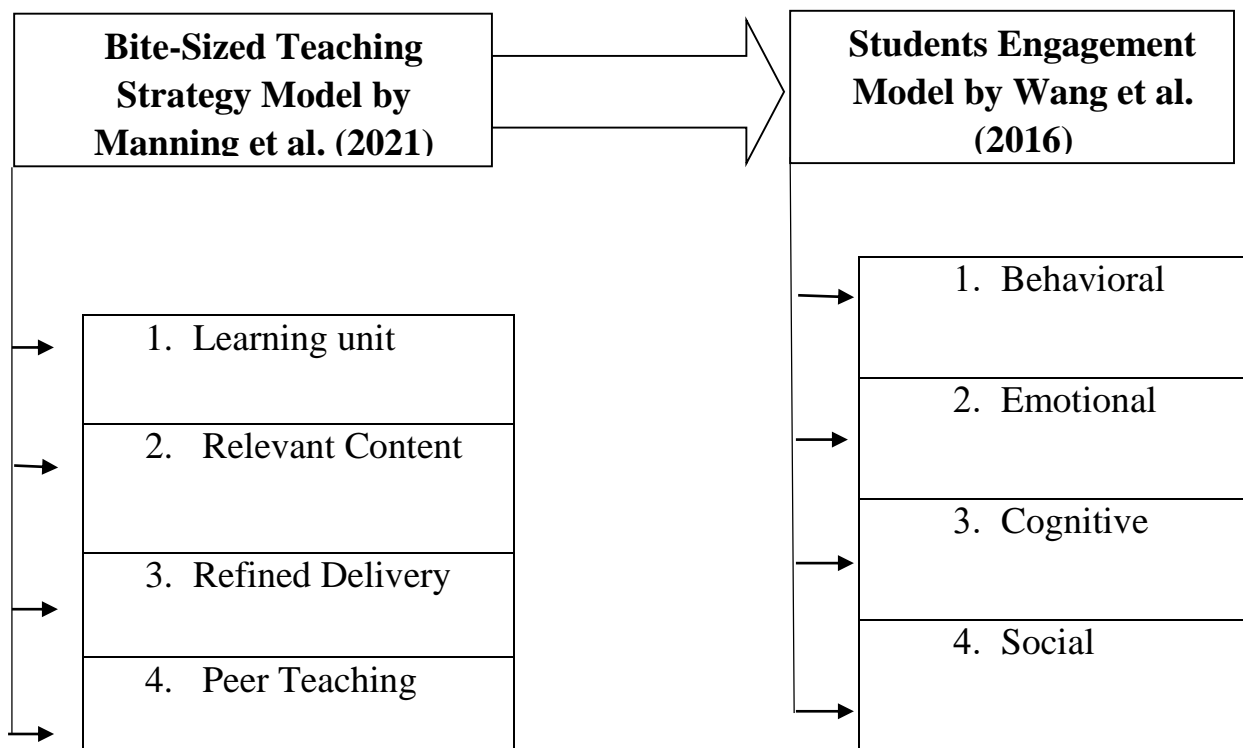 Bite-Sized Teaching
Strategy Model by
Manning et al. (2021)
Students Engagement
Model by Wang et al.
(2016)
1. Learning unit
2. Relevant Content
3. Refined Delivery
4. Peer Teaching
1. Behavioral
2. Emotional
3. Cognitive
4. Social